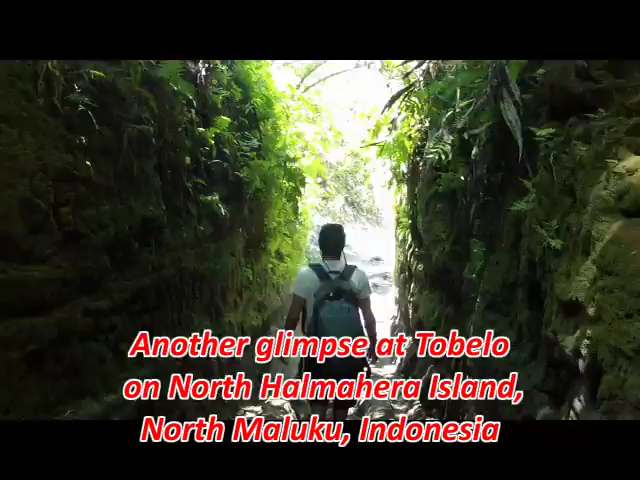 Another glimpse at Tobelo
on North Halmahera Island,
North Maluku, Indonesia